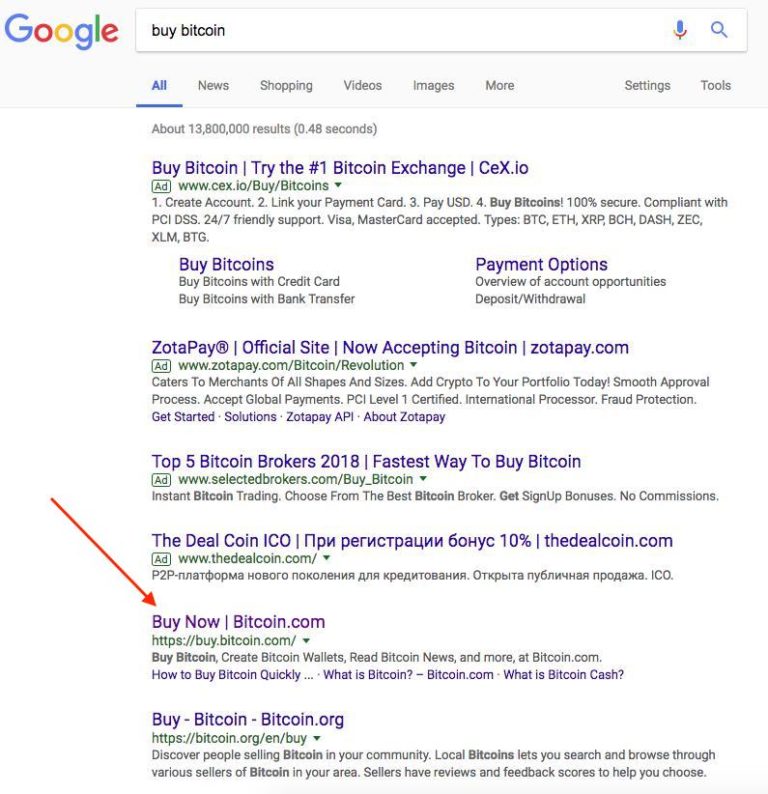 Google
buy bitcoin
All News Shopping Videos Images More Settings Tools
About 13,800,000 results (0.48 seconds)
Buy Bitcoin | Try the #1 Bitcoin Exchange | CeX.io
Ad www.cex.io/Buy/Bitcoins
1. Create Account. 2. Link your Payment Card. 3. Pay USD. 4. Buy Bitcoins! 100% secure. Compliant with
PCI DSS. 24/7 friendly support. Visa, MasterCard accepted. Types: BTC, ETH, XRP, BCH, DASH, ZEC,
XLM, BTG.
Buy Bitcoins
Buy Bitcoins with Credit Card
Buy Bitcoins with Bank Transfer
Payment Options
Overview of account opportunities
Deposit/Withdrawal
ZotaPay® | Official Site | Now Accepting Bitcoin | zotapay.com
Ad www.zotapay.com/Bitcoin/Revolution
Caters To Merchants Of All Shapes And Sizes. Add Crypto To Your Portfolio Today! Smooth Approval
Process. Accept Global Payments. PCI Level 1 Certified. International Processor. Fraud Protection.
Get Started · Solutions · Zotapay API · About Zotapay
Top 5 Bitcoin Brokers 2018 | Fastest Way To Buy Bitcoin
Ad www.selectedbrokers.com/Buy_Bitcoin
Instant Bitcoin Trading. Choose From The Best Bitcoin Broker. Get SignUp Bonuses. No Commissions.
The Deal Coin ICO | При регистрации бонус 10% | thedealcoin.com
Ad www.thedealcoin.com/
P2P-платформа нового поколения для кредитования. Открыта публичная продажа. ICO.
Buy Now | Bitcoin.com
https://buy.bitcoin.com/
Buy Bitcoin, Create Bitcoin Wallets, Read Bitcoin News, and more, at Bitcoin.com.
How to Buy Bitcoin Quickly ... · What is Bitcoin? – Bitcoin.com · What is Bitcoin Cash?
Buy - Bitcoin - Bitcoin.org
https://bitcoin.org/en/buy
Discover people selling Bitcoin in your community. Local Bitcoins lets you search and browse through
various sellers of Bitcoin in your area. Sellers have reviews and feedback scores to help you choose.